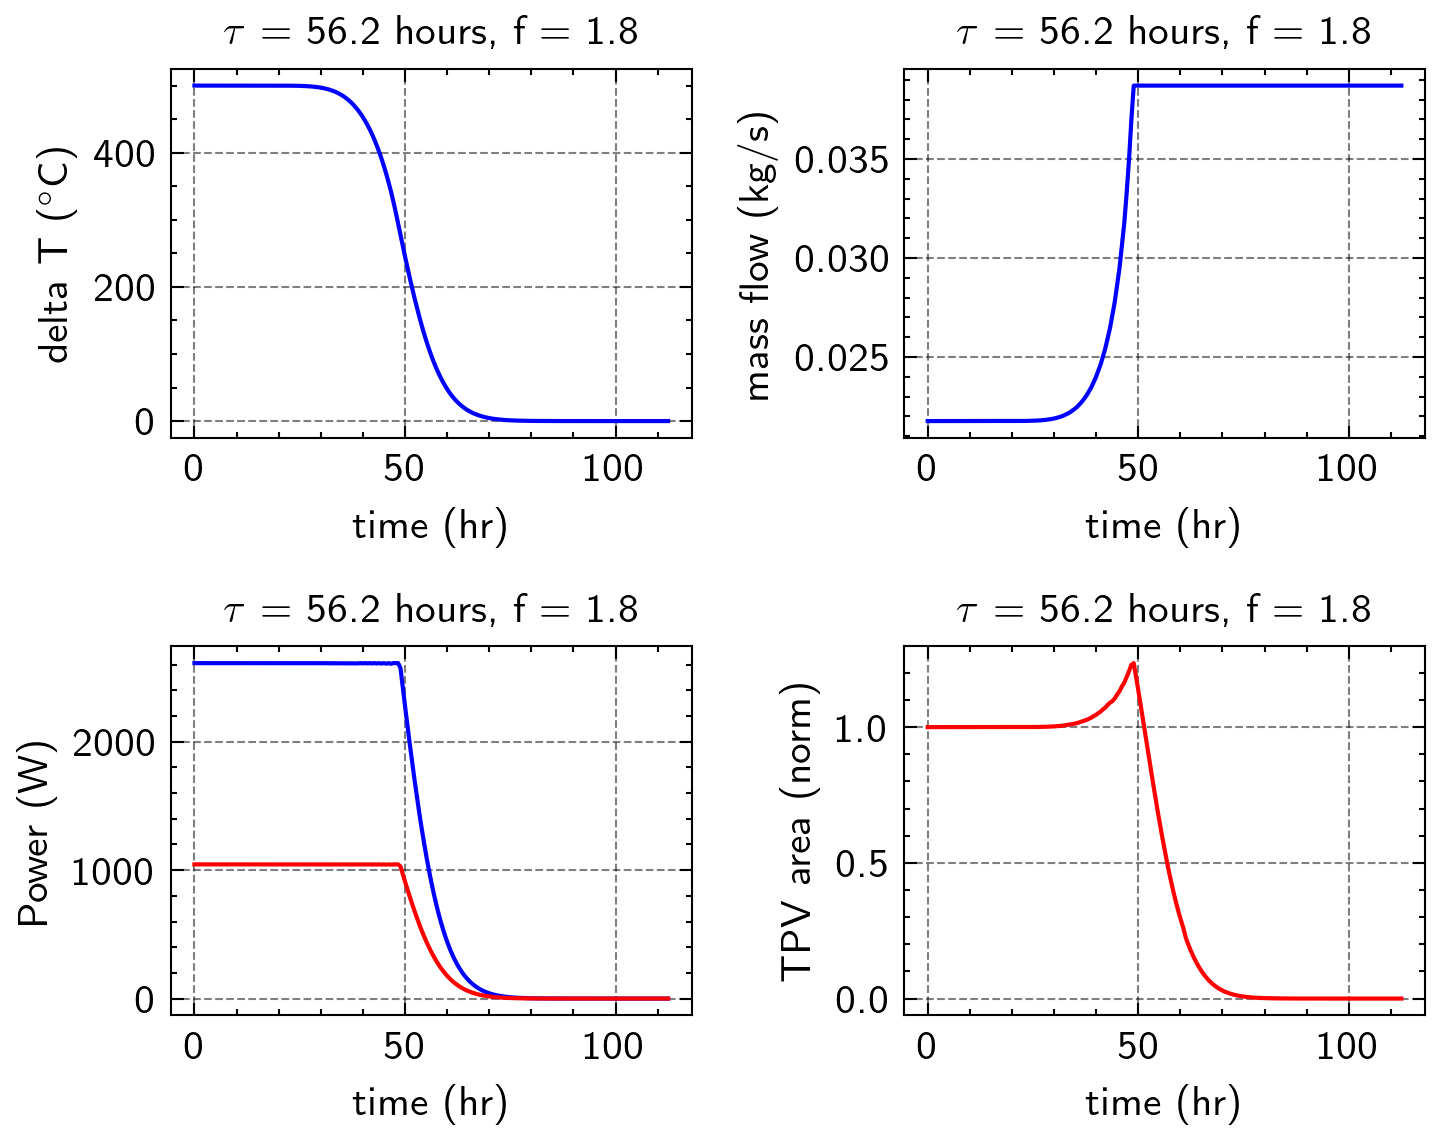 τ = 56.2 hours, f = 1.8
delta T (°C)
400
200
0
0 50 100
time (hr)
τ = 56.2 hours, f = 1.8
mass flow (kg/s)
0.035
0.030
0.025
0 50 100
time (hr)
τ = 56.2 hours, f = 1.8
Power (W)
2000
1000
0
0 50 100
time (hr)
τ = 56.2 hours, f = 1.8
TPV area (norm)
1.0
0.5
0.0
0 50 100
time (hr)